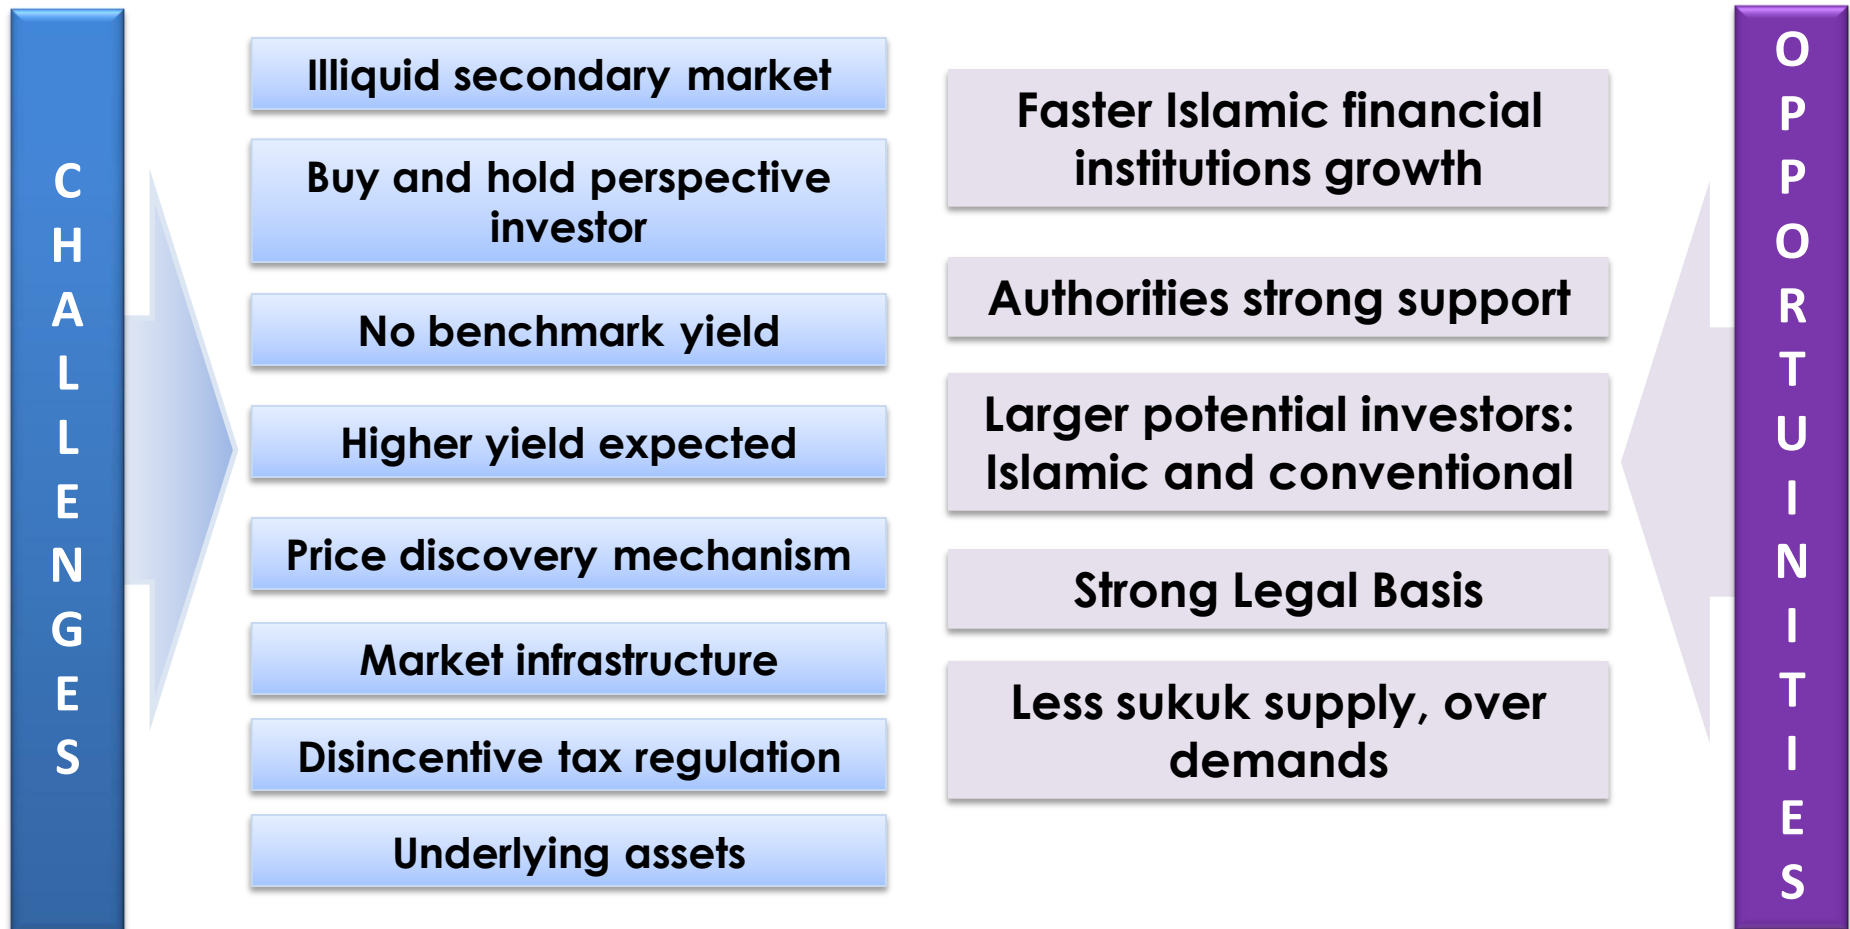 CHALLENGES
Illiquid secondary market
Buy and hold perspective
investor
No benchmark yield
Higher yield expected
Price discovery mechanism
Market infrastructure
Disincentive tax regulation
Underlying assets
Faster Islamic financial
institutions growth
Authorities strong support
Larger potential investors:
Islamic and conventional
Strong Legal Basis
Less sukuk supply, over
demands
OPPORTUINITIES